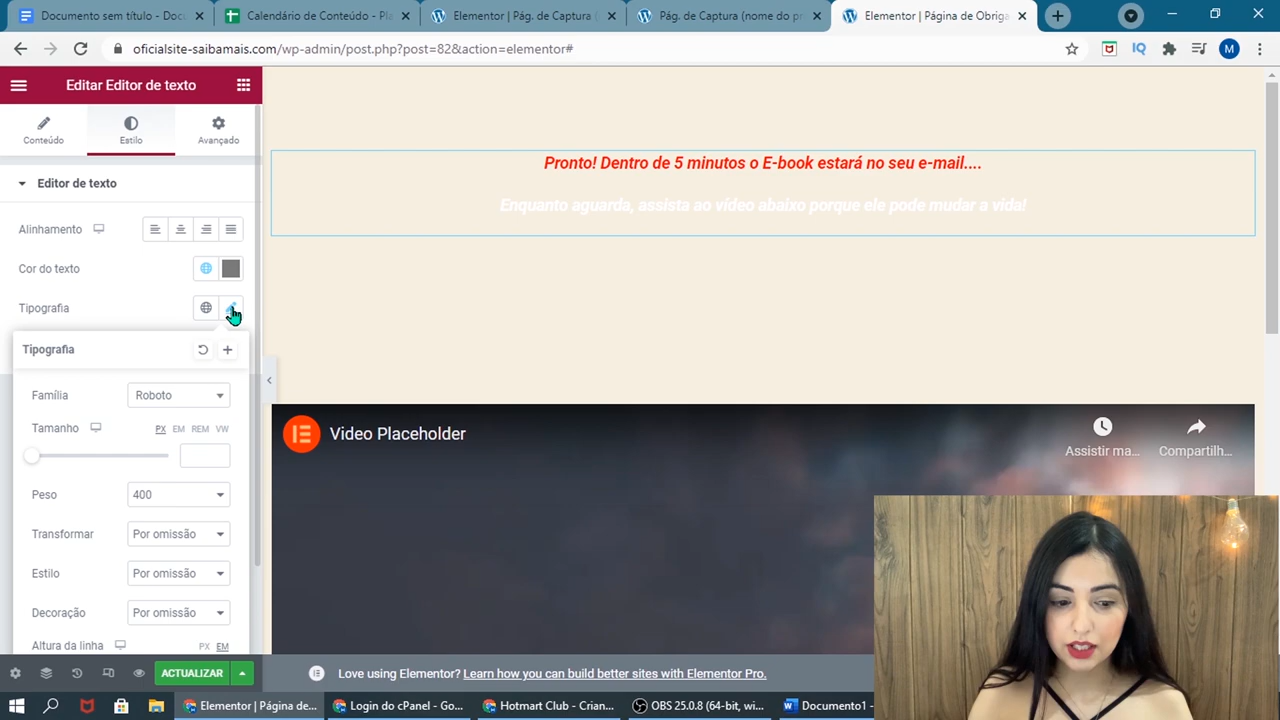 Documento sem título - Docu
Calendário de Conteúdo - Pla
Elementor | Pág. de Captura (
Pág. de Captura (nome do pr
Elementor | Página de Obriga
oficialsite-saibamais.com/wp-admin/post.php?post=82&action=elementor#
IQ
M
Editar Editor de texto
Conteúdo
Estilo
Avançado
Editor de texto
Alinhamento
Cor do texto
Tipografia
Tipografia
Família
Roboto
Tamanho
PX EM REM VW
Peso
400
Transformar
Por omissão
Estilo
Por omissão
Decoração
Por omissão
Altura da linha
PX EM
ACTUALIZAR
Pronto! Dentro de 5 minutos o E-book estará no seu e-mail....
Enquanto aguarda, assista ao vídeo abaixo porque ele pode mudar a vida!
Video Placeholder
Assistir ma...
Compartilh...
Love using Elementor? Learn how you can build better sites with Elementor Pro.
Elementor | Página de...
Login do cPanel - Go...
Hotmart Club - Crian...
OBS 25.0.8 (64-bit, wi...
Documento1 -